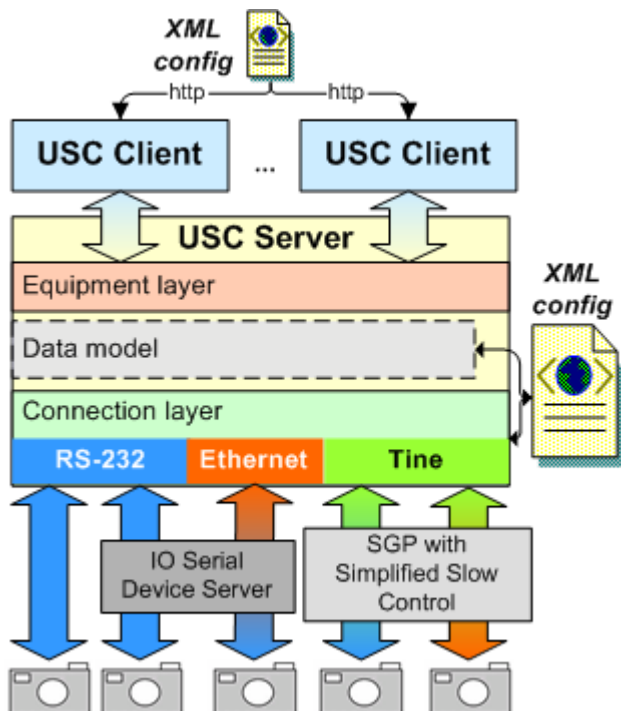 XML
config
http
http
USC Client
...
USC Client
USC Server
Equipment layer
XML
config
Data model
Connection layer
RS-232
Ethernet
Tine
IO Serial
Device Server
SGP with
Simplified Slow
Control